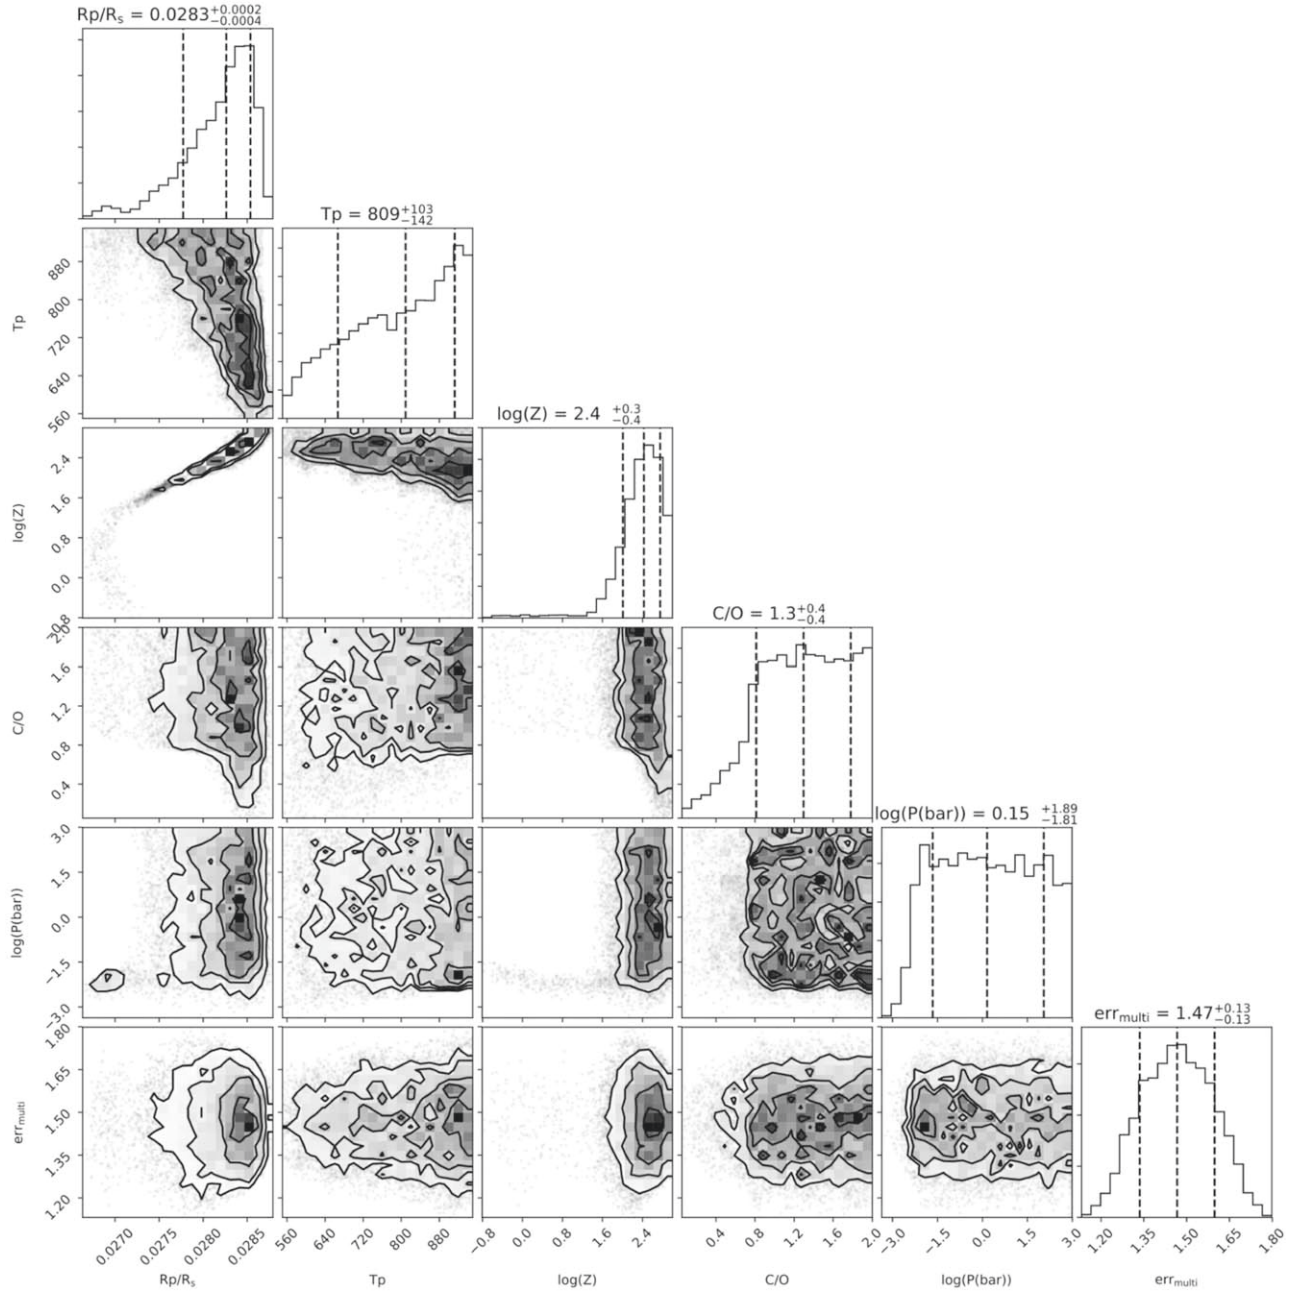 Rp/Rs = 0.0283+0.0002−0.0004
Tp = 809+103−142
880
800
720
640
560
Tp
log(Z) = 2.4 +0.3−0.4
2.4
1.6
0.8
0.0
−0.8
log(Z)
C/O = 1.3+0.4−0.4
2.0
1.6
1.2
0.8
0.4
C/O
log(P(bar)) = 0.15 +1.89−1.81
3.0
1.5
0.0
−1.5
−3.0
log(P(bar))
errmulti = 1.47+0.13−0.13
1.80
1.65
1.50
1.35
1.20
errmulti
0.0270 0.0275 0.0280 0.0285
560 640 720 800 880
−0.8 0.0 0.8 1.6 2.4
0.4 0.8 1.2 1.6 2.0
−3.0 −1.5 0.0 1.5 3.0
1.20 1.35 1.50 1.65 1.80
Rp/Rs Tp log(Z) C/O log(P(bar)) errmulti